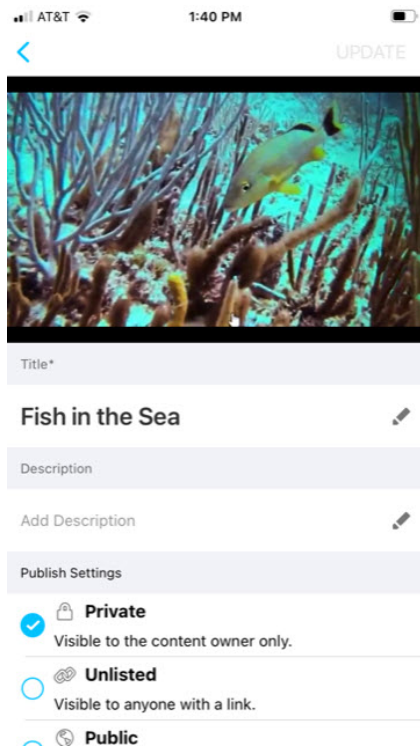 AT&T
1:40 PM
UPDATE
Title*
Fish in the Sea
Description
Add Description
Publish Settings
Private
Visible to the content owner only.
Unlisted
Visible to anyone with a link.
Public